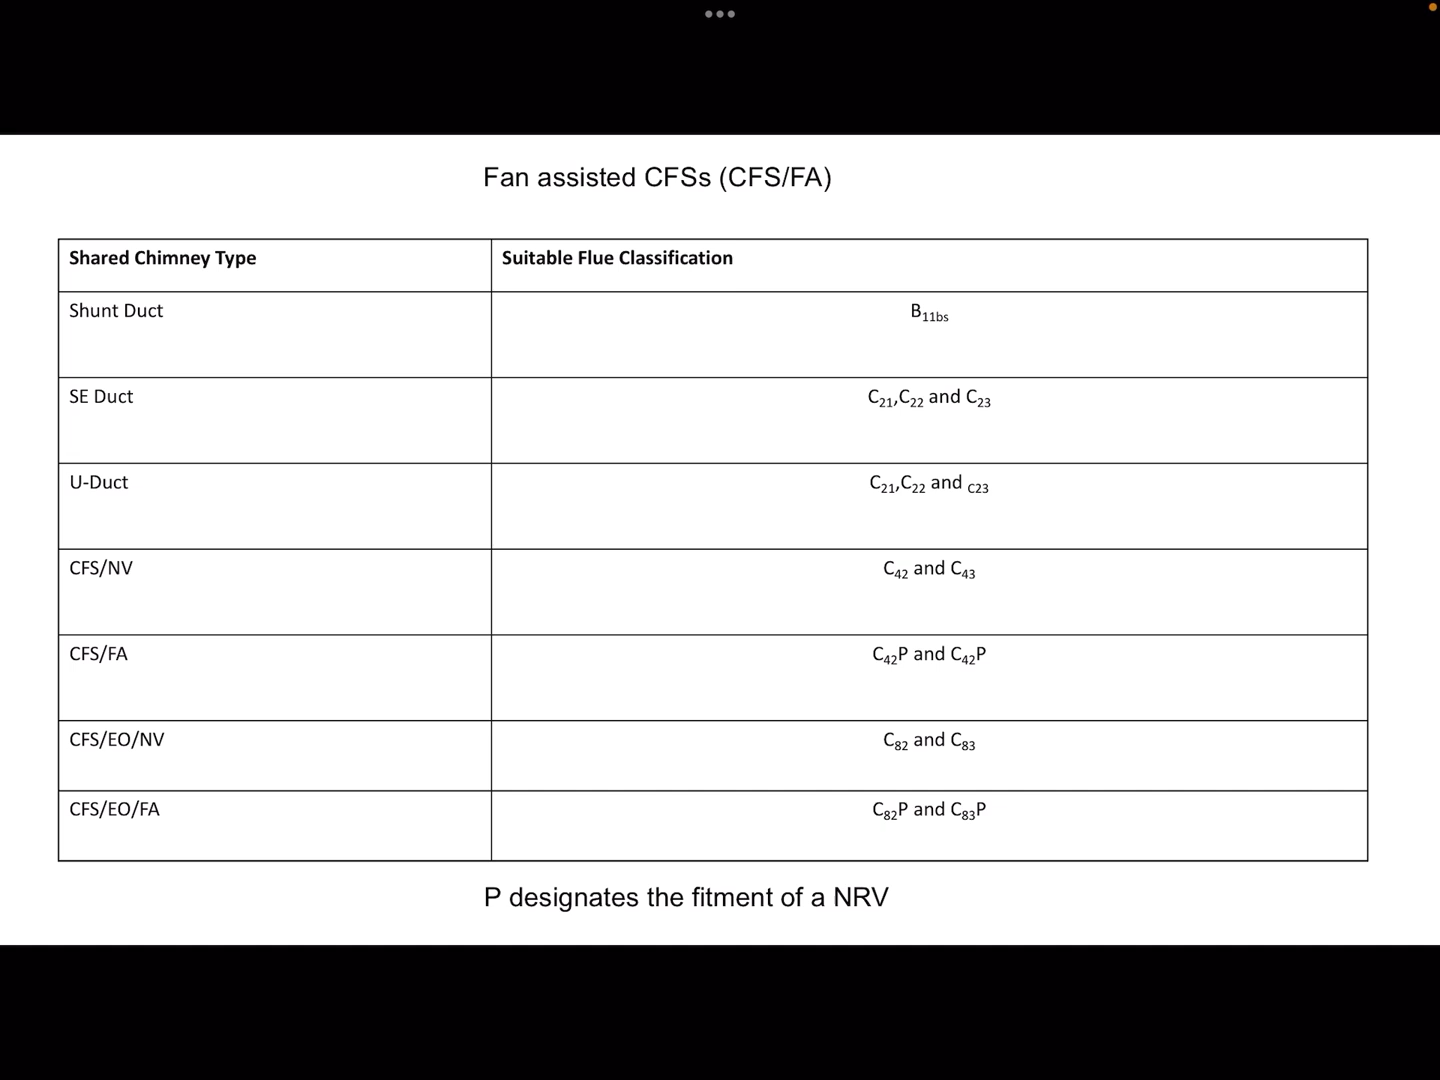 Fan assisted CFSs (CFS/FA)
Shared Chimney Type Suitable Flue Classification
Shunt Duct B11bs
SE Duct C21,C22 and C23
U-Duct C21,C22 and C23
CFS/NV C42 and C43
CFS/FA C42P and C42P
CFS/EO/NV C82 and C83
CFS/EO/FA C82P and C83P
P designates the fitment of a NRV